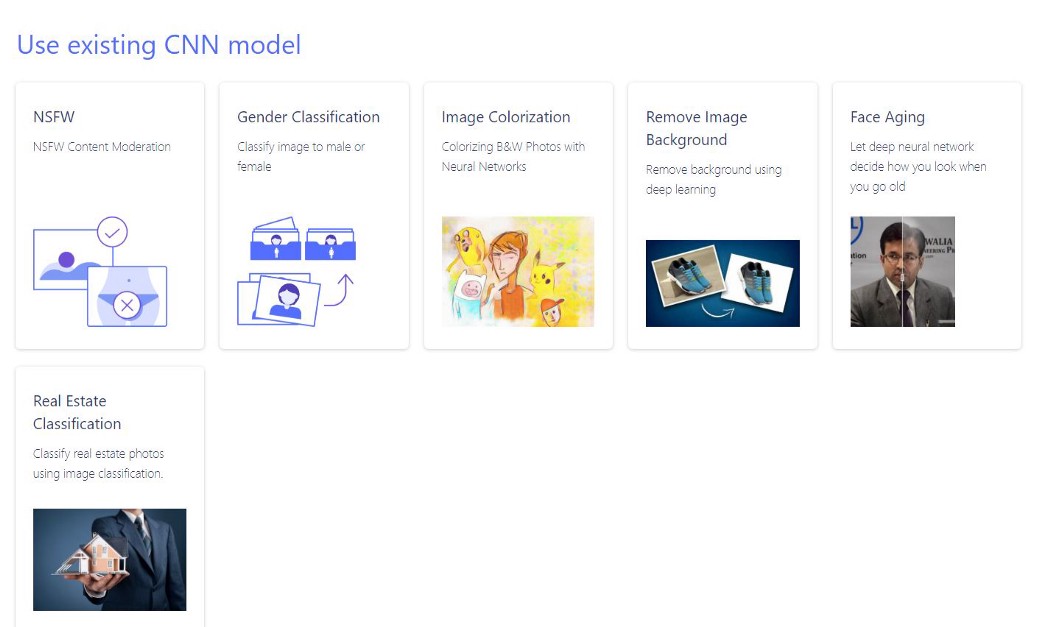 Use existing CNN model
NSFW
NSFW Content Moderation
Gender Classification
Classify image to male or
female
Image Colorization
Colorizing B&W Photos with
Neural Networks
Remove Image
Background
Remove background using
deep learning
Face Aging
Let deep neural network
decide how you look when
you go old
WALIA
Real Estate
Classification
Classify real estate photos
using image classification.